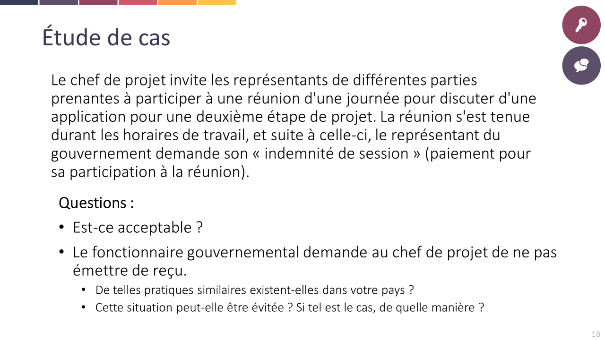 Étude de cas
Le chef de projet invite les représentants de différentes parties
prenantes à participer à une réunion d'une journée pour discuter d'une
application pour une deuxième étape de projet. La réunion s'est tenue
durant les horaires de travail, et suite à celle-ci, le représentant du
gouvernement demande son « indemnité de session » (paiement pour
sa participation à la réunion).
Questions :
• Est-ce acceptable ?
• Le fonctionnaire gouvernemental demande au chef de projet de ne pas
émettre de reçu.
• De telles pratiques similaires existent-elles dans votre pays ?
• Cette situation peut-elle être évitée ? Si tel est le cas, de quelle manière ?
18